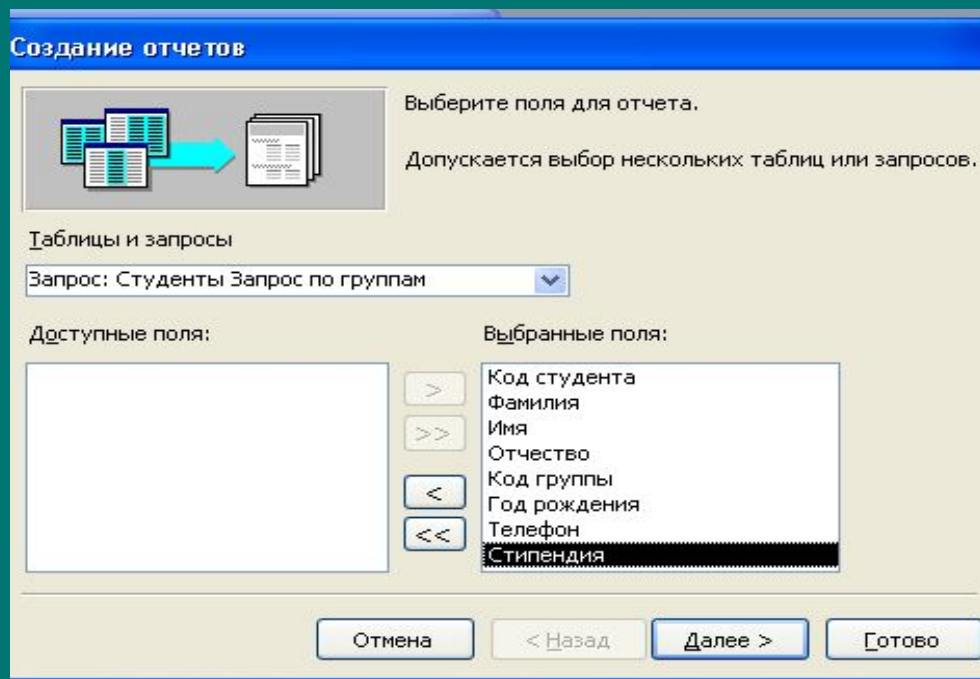 Создание отчетов
Выберите поля для отчета.
Допускается выбор нескольких таблиц или запросов.
Таблицы и запросы
Запрос: Студенты Запрос по группам
Доступные поля:
Выбранные поля:
>
>>
<
<<
Код студента
Фамилия
Имя
Отчество
Код группы
Год рождения
Телефон
Стипендия
Отмена
< Назад
Далее >
Готово